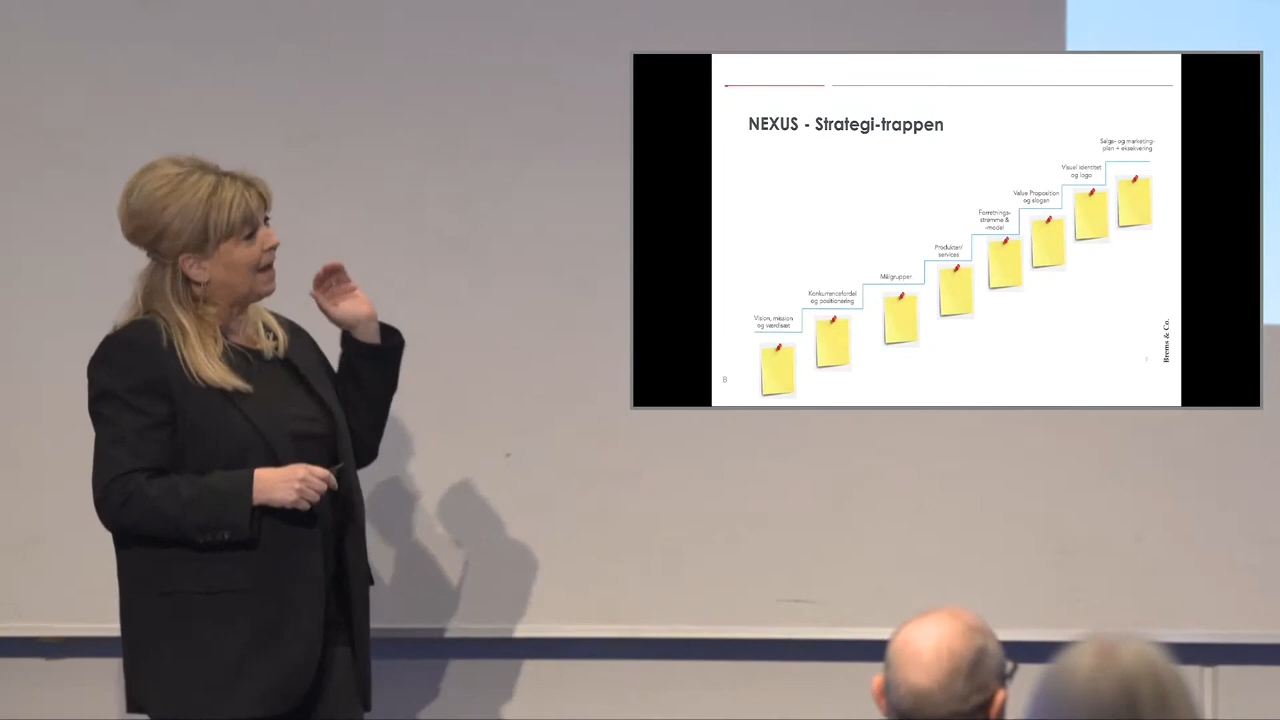 NEXUS - Strategi-trappen
Salgs- og marketing-
plan + eksekvering
Visuel identitet
og logo
Value Proposition
og slogan
Forretnings-
strømme &
-model
Produkter/
services
Målgrupper
Konkurrencefordel
og positionering
Vision, mission
og værdisæt
Brems & Co.
B